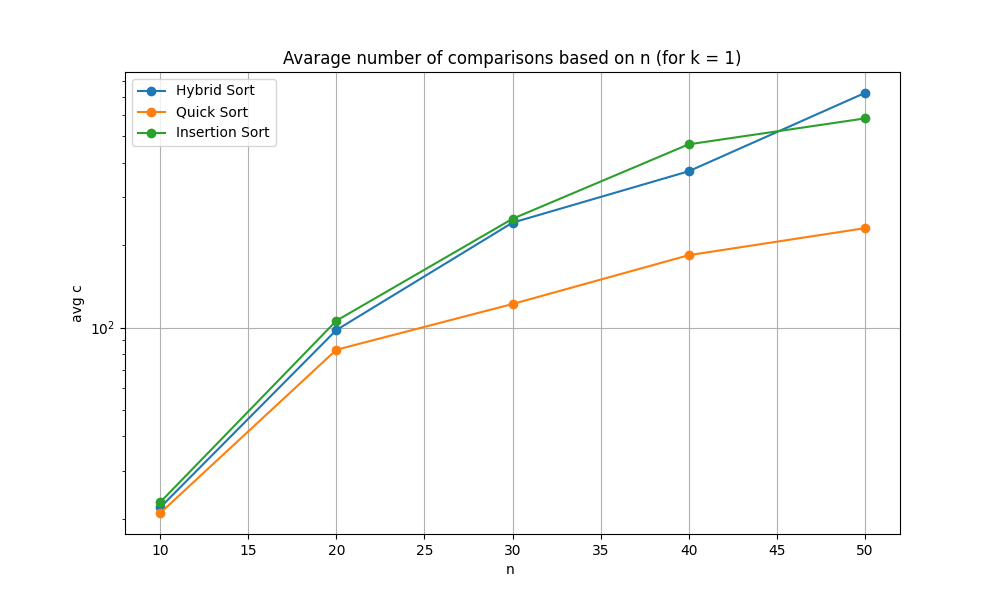 Avarage number of comparisons based on n (for k = 1)
Hybrid Sort
Quick Sort
Insertion Sort
avg c
10²
10 15 20 25 30 35 40 45 50
n